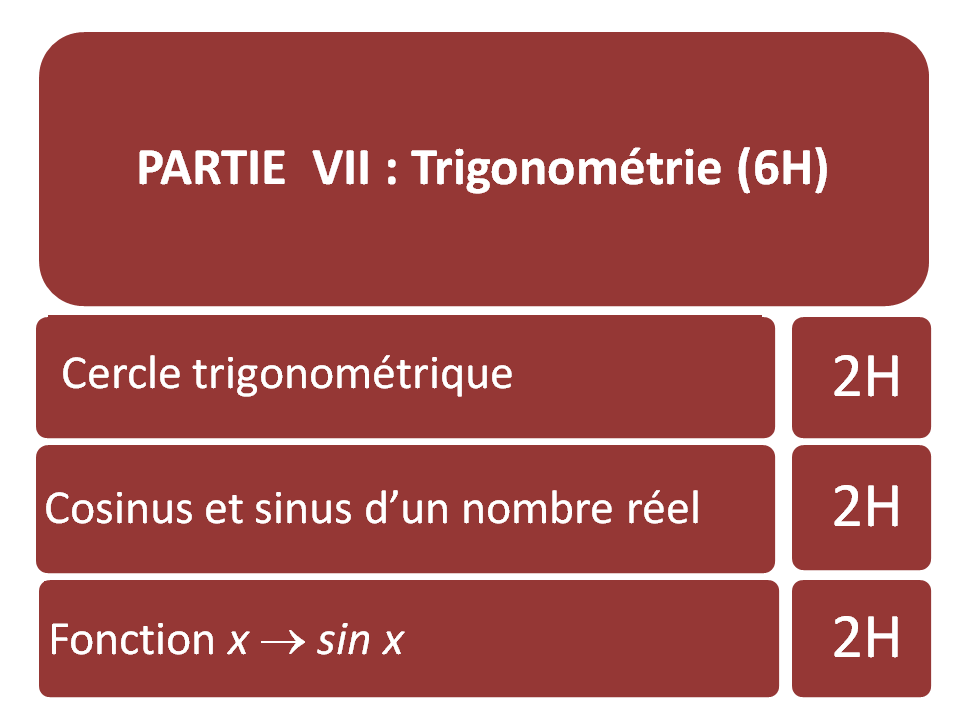 PARTIE  VII : Trigonométrie (6H)
Cercle trigonométrique 2H
Cosinus et sinus d’un nombre réel 2H
Fonction x → sin x 2H